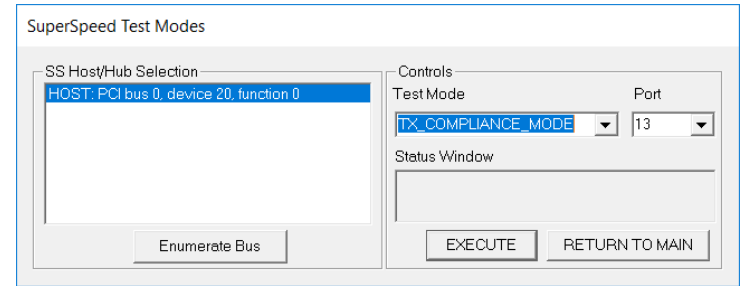 SuperSpeed Test Modes
SS Host/Hub Selection
HOST: PCI bus 0, device 20, function 0
Enumerate Bus
Controls
Test Mode
Port
TX_COMPLIANCE_MODE
13
Status Window
EXECUTE
RETURN TO MAIN